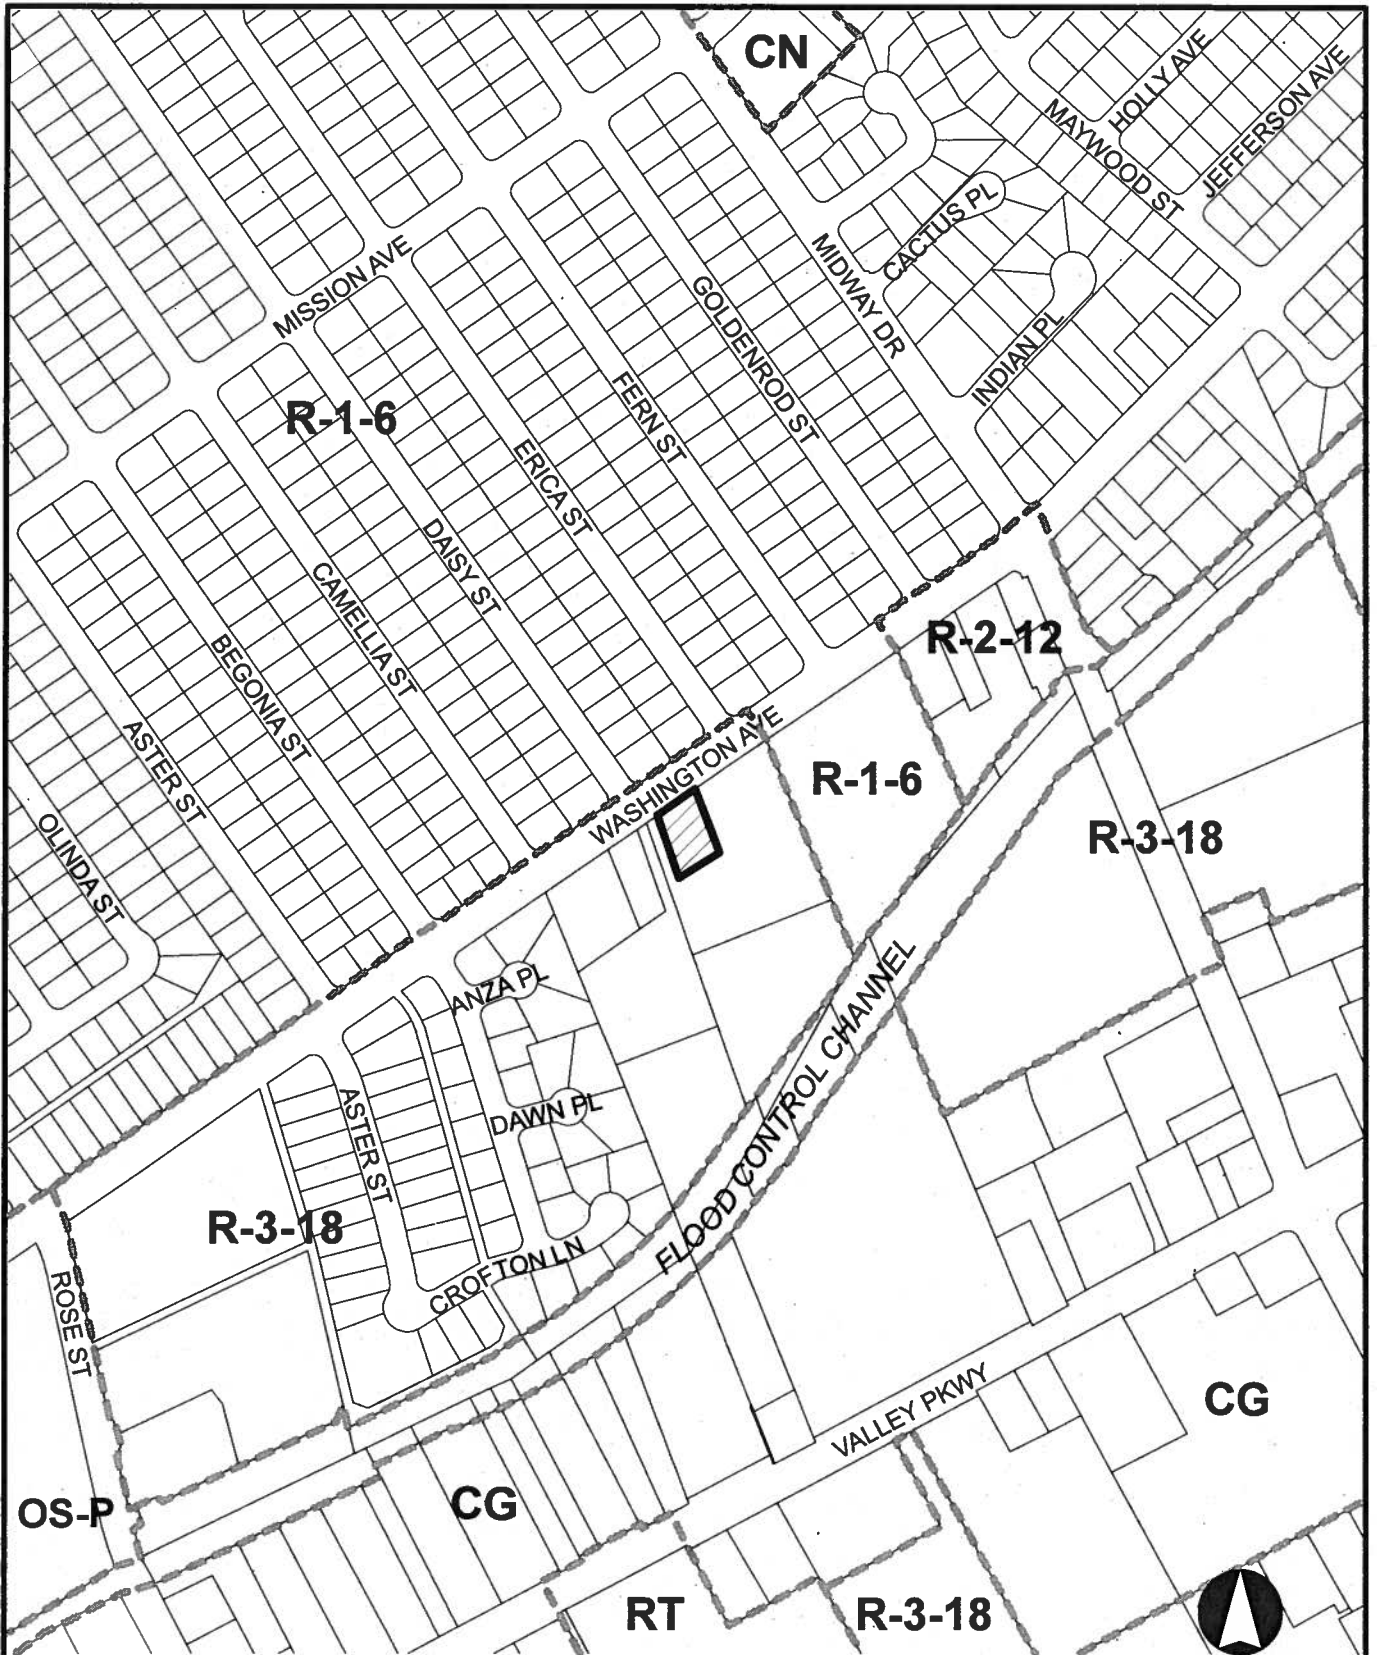 CN
HOLLY AVE
JEFFERSON AVE
MAYWOOD ST
CACTUS PL
MIDWAY DR
MISSION AVE
GOLDENROD ST
INDIAN PL
R-1-6
FERN ST
ERICA ST
DAISY ST
CAMELLIA ST
BEGONIA ST
R-2-12
ASTER ST
WASHINGTON AVE
R-1-6
R-3-18
OLINDA ST
ANZA PL
FLOOD CONTROL CHANNEL
DAWN PL
ASTER ST
R-3-18
CROFTON LN
ROSE ST
VALLEY PKWY
CG
OS-P
CG
RT
R-3-18